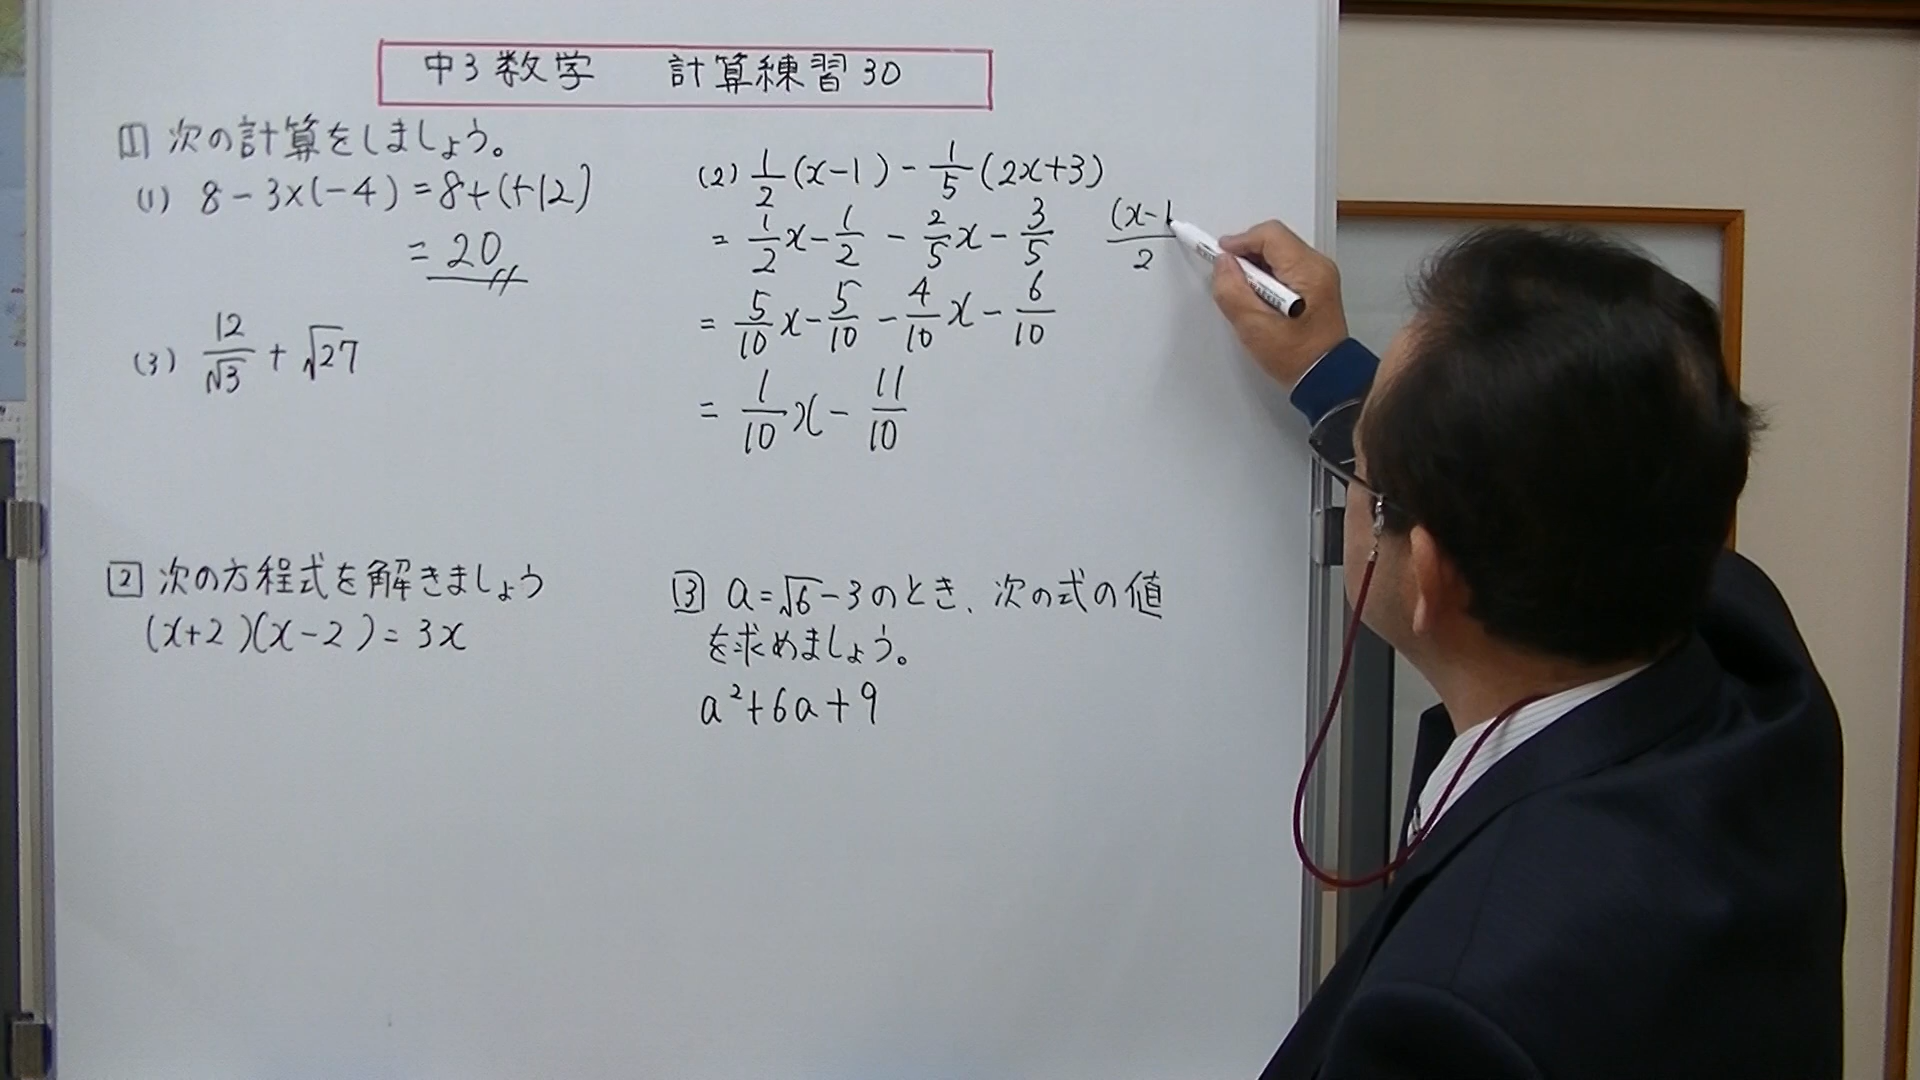 中3数学 計算練習30
1 次の計算をしましょう。
(1) 8-3×(-4)=8+(+12)
=20
(2) 1/2(x-1)-1/5(2x+3)
=1/2x-1/2-2/5x-3/5
(x-1/2
=5/10x-5/10-4/10x-6/10
=1/10x-11/10
(3) 12/√3+√27
2 次の方程式を解きましょう
(x+2)(x-2)=3x
3 a=√6-3のとき、次の式の値
を求めましょう。
a²+6a+9